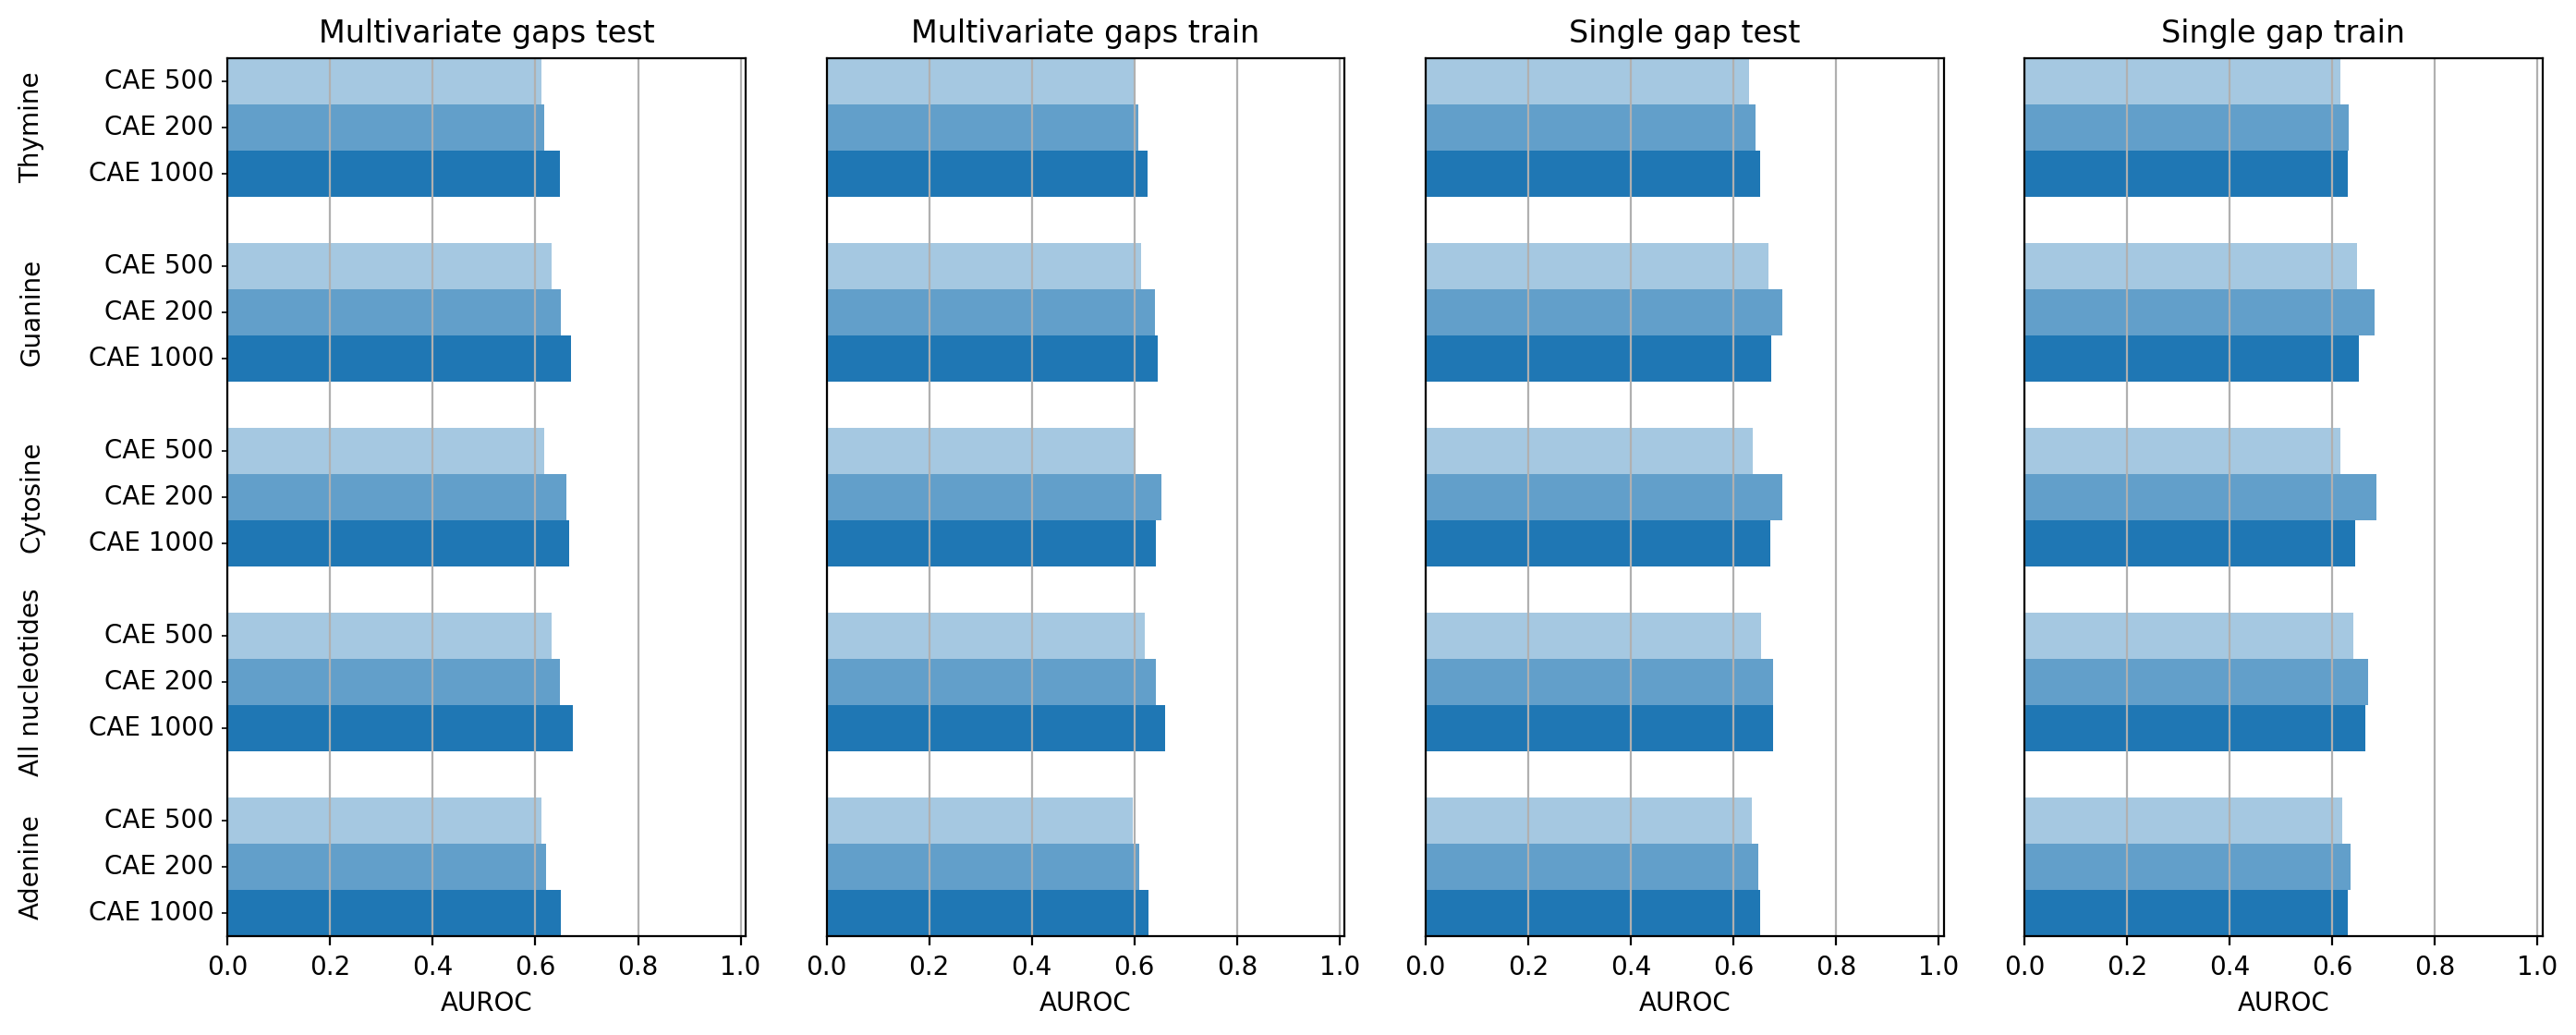 Multivariate gaps test
Multivariate gaps train
Single gap test
Single gap train
Thymine
CAE 500
CAE 200
CAE 1000
Guanine
CAE 500
CAE 200
CAE 1000
Cytosine
CAE 500
CAE 200
CAE 1000
All nucleotides
CAE 500
CAE 200
CAE 1000
Adenine
CAE 500
CAE 200
CAE 1000
0.0 0.2 0.4 0.6 0.8 1.0
0.0 0.2 0.4 0.6 0.8 1.0
0.0 0.2 0.4 0.6 0.8 1.0
0.0 0.2 0.4 0.6 0.8 1.0
AUROC
AUROC
AUROC
AUROC